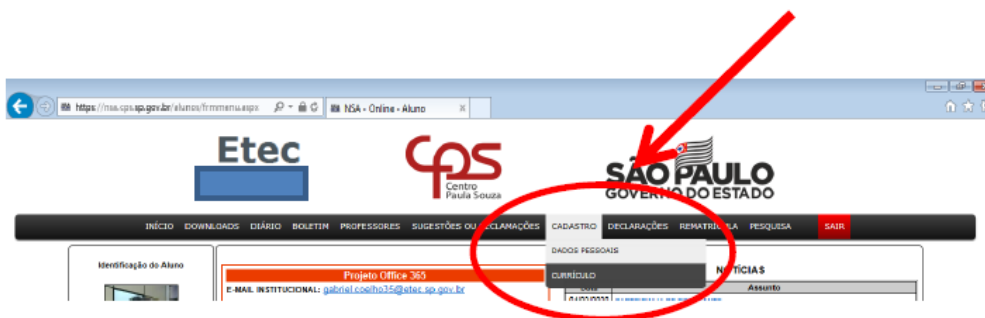 https://nsa.cps.sp.gov.br/alunos/frmmenu.aspx
NSA - Online - Aluno
Etec
CPS
Centro
Paula Souza
SÃO PAULO
GOVERNO DO ESTADO
INÍCIO DOWNLOADS DIÁRIO BOLETIM PROFESSORES SUGESTÕES OU RECLAMAÇÕES CADASTRO DECLARAÇÕES REMATRÍCULA PESQUISA SAIR
DADOS PESSOAIS
CURRÍCULO
Identificação do Aluno
Projeto Office 365
E-MAIL INSTITUCIONAL: gabriel.coelho35@etec.sp.gov.br
NOTÍCIAS
Data Assunto